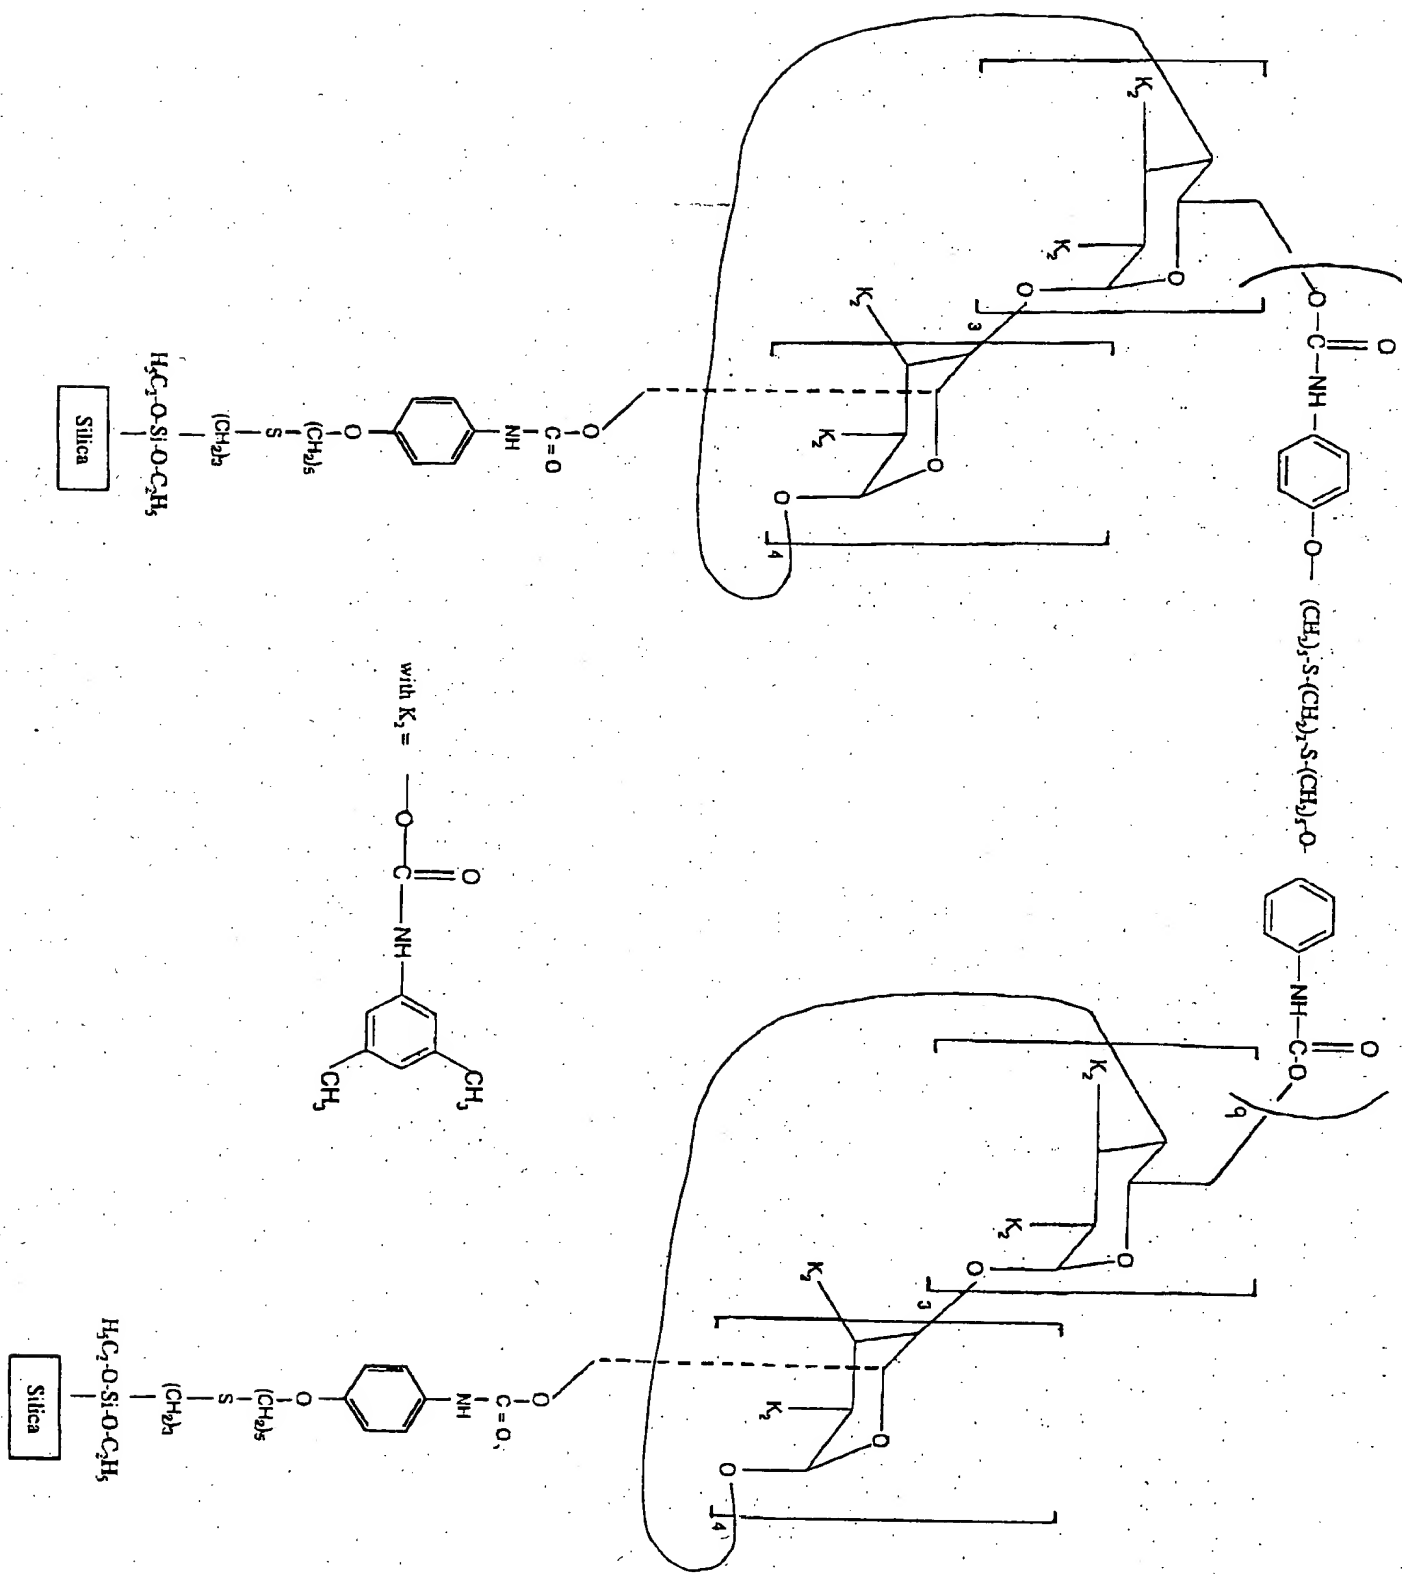 O
O
O–C–NH
O
(CH₂)₅-S-(CH₂)₂-S-(CH₂)₅-O-
NH–C–O
q
K₂
K₂
O
O
3
K₂
K₂
O
O
4
O
C=O
NH
O
(CH₂)₅
S
(CH₂)₃
H₅C₂-O-Si-O-C₂H₅
Silica
with K₂ =
O
O–C–NH
CH₃
CH₃
K₂
K₂
O
O
3
K₂
K₂
O
O
4
O
C=O,
NH
O
(CH₂)₅
S
(CH₂)₃
H₅C₂-O-Si-O-C₂H₅
Silica